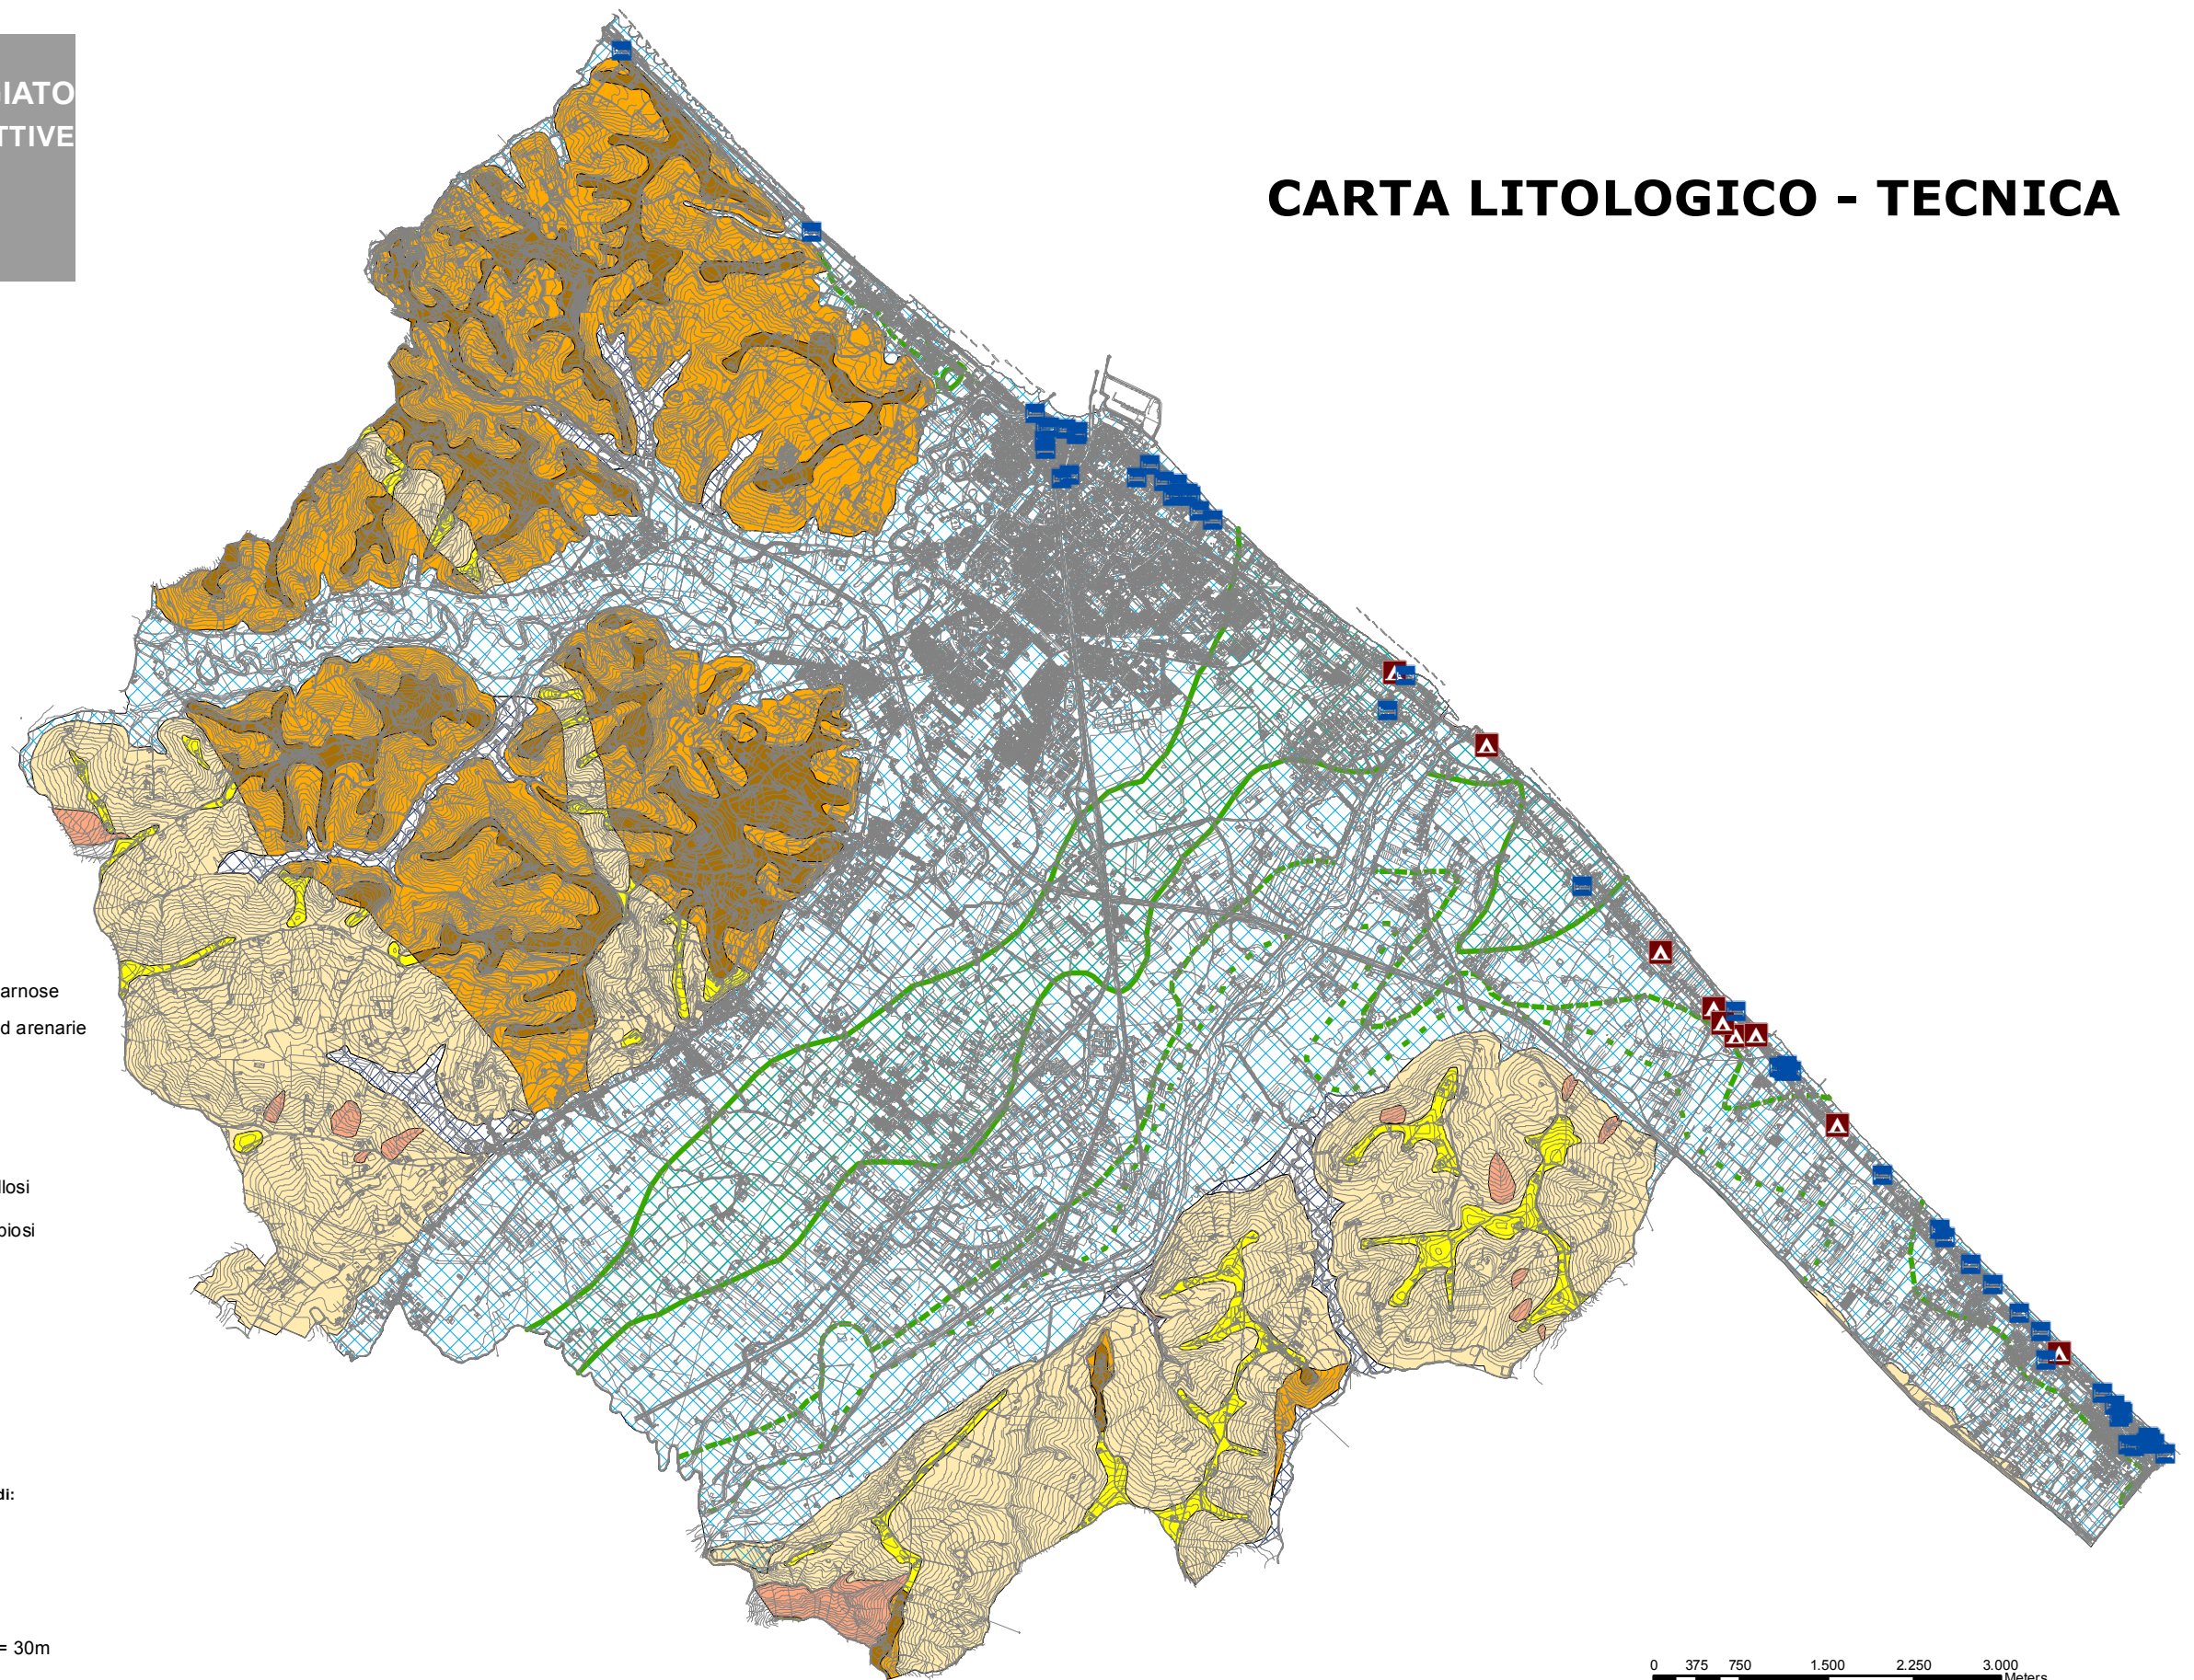 GIATO
TTIVE
CARTA LITOLOGICO - TECNICA
arnose
d arenarie
llosi
biosi
di:
= 30m
0 375 750 1.500 2.250 3.000
Meters